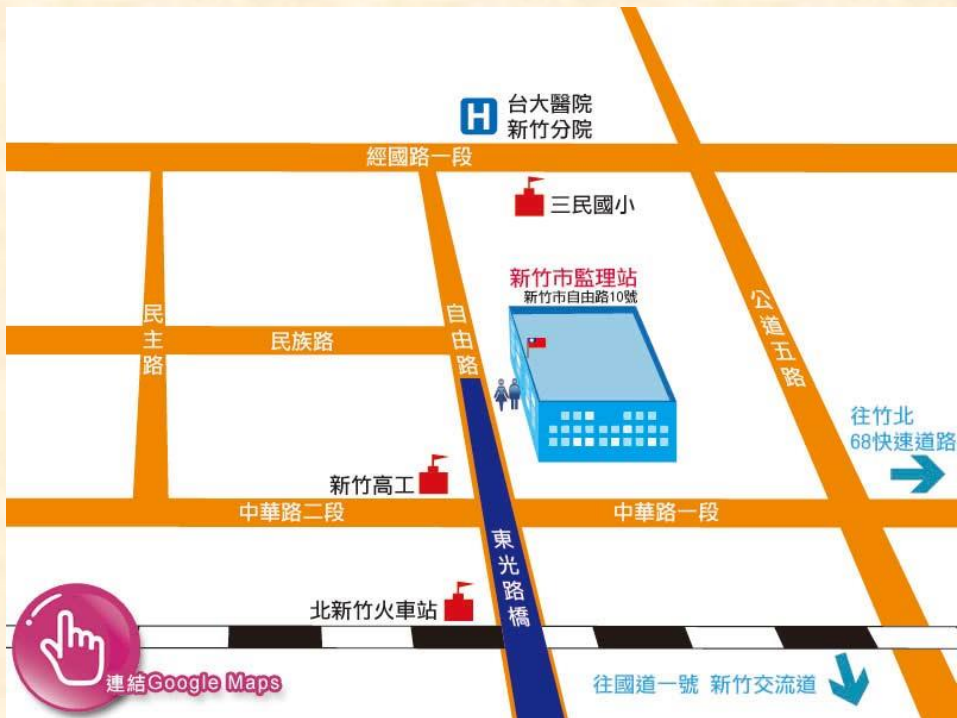 H
台大醫院
新竹分院
經國路一段
三民國小
新竹市監理站
新竹市自由路10號
民主路
民族路
自由路
公道五路
往竹北
68快速道路
新竹高工
中華路二段
中華路一段
東光路橋
北新竹火車站
連結Google Maps
往國道一號 新竹交流道